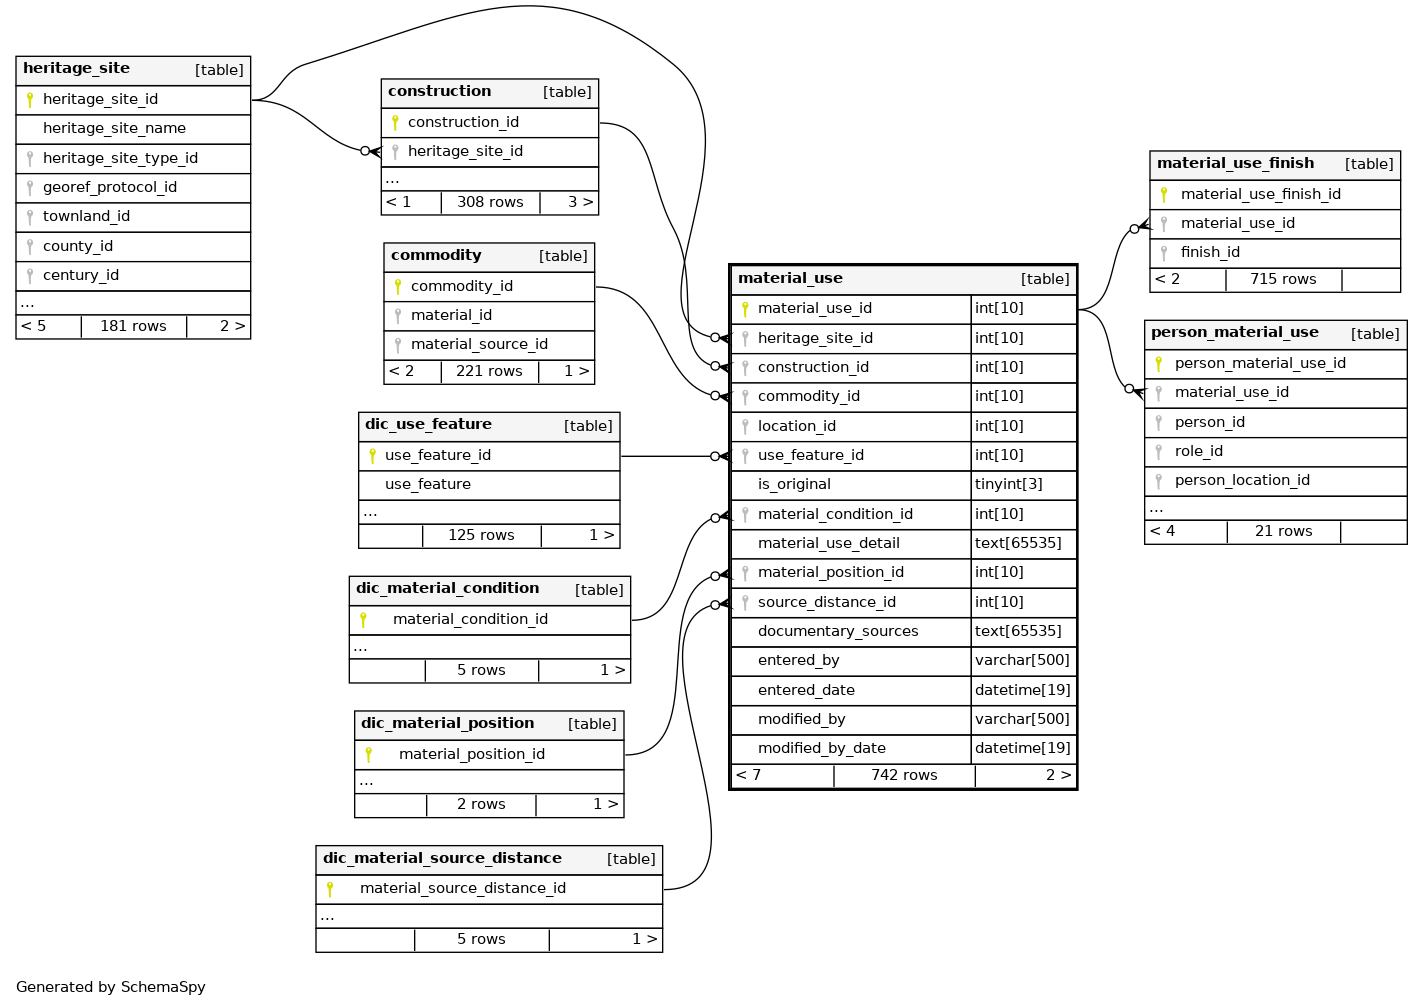 heritage_site [table]
heritage_site_id
heritage_site_name
heritage_site_type_id
georef_protocol_id
townland_id
county_id
century_id
...
< 5 181 rows 2 >
construction [table]
construction_id
heritage_site_id
...
< 1 308 rows 3 >
commodity [table]
commodity_id
material_id
material_source_id
< 2 221 rows 1 >
dic_use_feature [table]
use_feature_id
use_feature
...
125 rows 1 >
dic_material_condition [table]
material_condition_id
...
5 rows 1 >
dic_material_position [table]
material_position_id
...
2 rows 1 >
dic_material_source_distance [table]
material_source_distance_id
...
5 rows 1 >
material_use [table]
material_use_id int[10]
heritage_site_id int[10]
construction_id int[10]
commodity_id int[10]
location_id int[10]
use_feature_id int[10]
is_original tinyint[3]
material_condition_id int[10]
material_use_detail text[65535]
material_position_id int[10]
source_distance_id int[10]
documentary_sources text[65535]
entered_by varchar[500]
entered_date datetime[19]
modified_by varchar[500]
modified_by_date datetime[19]
< 7 742 rows 2 >
material_use_finish [table]
material_use_finish_id
material_use_id
finish_id
< 2 715 rows
person_material_use [table]
person_material_use_id
material_use_id
person_id
role_id
person_location_id
...
< 4 21 rows
Generated by SchemaSpy